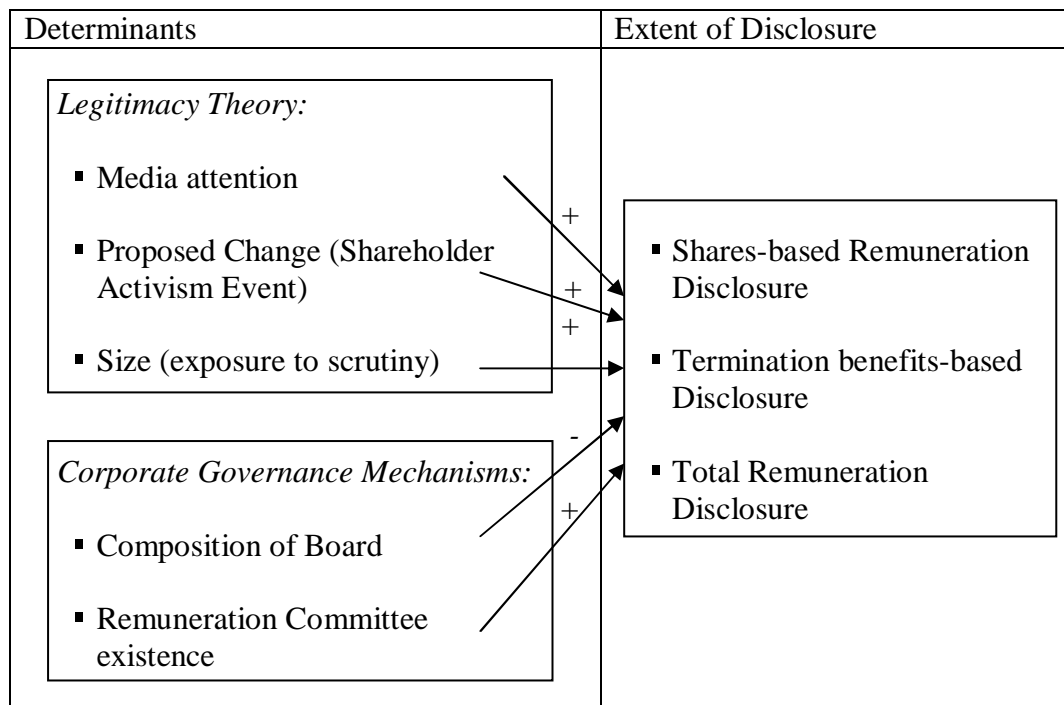 Determinants
Extent of Disclosure
Legitimacy Theory:
▪ Media attention
▪ Proposed Change (Shareholder
Activism Event)
▪ Size (exposure to scrutiny)
+
+
+
-
+
Corporate Governance Mechanisms:
▪ Composition of Board
▪ Remuneration Committee
existence
▪ Shares-based Remuneration
Disclosure
▪ Termination benefits-based
Disclosure
▪ Total Remuneration
Disclosure